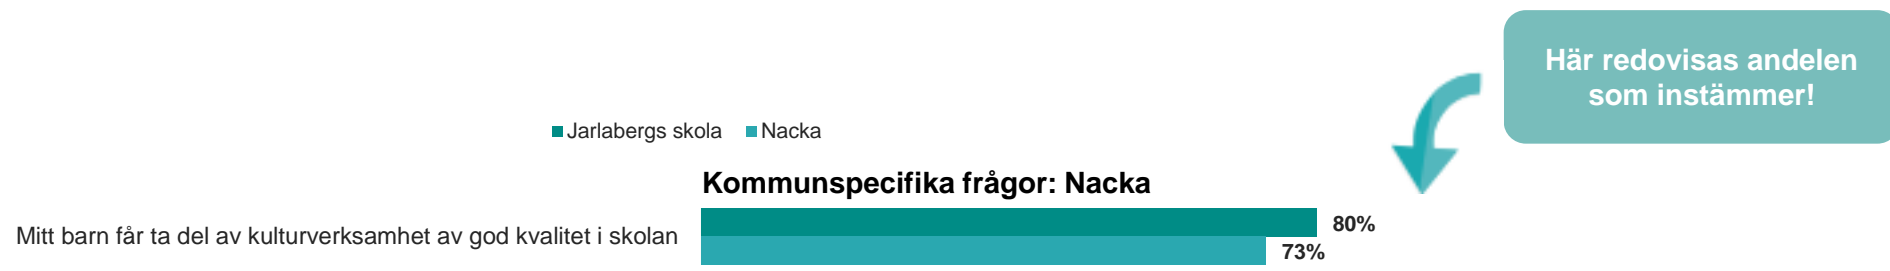 Här redovisas andelen
som instämmer!
Jarlabergs skola Nacka
Kommunspecifika frågor: Nacka
Mitt barn får ta del av kulturverksamhet av god kvalitet i skolan
80%
73%